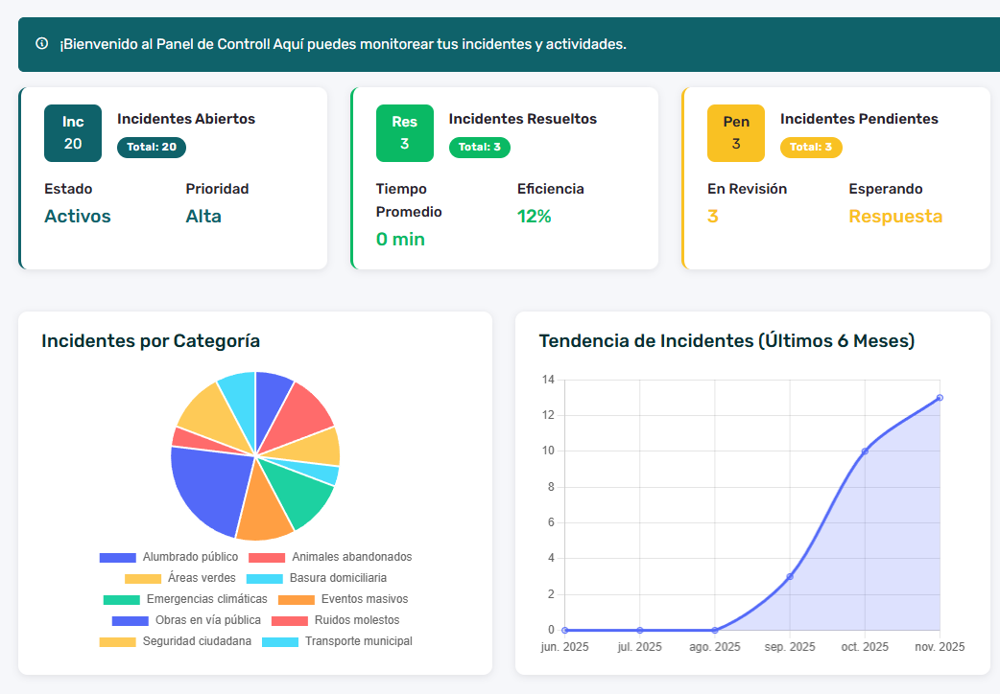 ¡Bienvenido al Panel de Control! Aquí puedes monitorear tus incidentes y actividades.
Inc
20
Incidentes Abiertos
Total: 20
Estado
Activos
Prioridad
Alta
Res
3
Incidentes Resueltos
Total: 3
Tiempo
Promedio
0 min
Eficiencia
12%
Pen
3
Incidentes Pendientes
Total: 3
En Revisión
3
Esperando
Respuesta
Incidentes por Categoría
Alumbrado público
Animales abandonados
Áreas verdes
Basura domiciliaria
Emergencias climáticas
Eventos masivos
Obras en vía pública
Ruidos molestos
Seguridad ciudadana
Transporte municipal
Tendencia de Incidentes (Últimos 6 Meses)
14
12
10
8
6
4
2
0
jun. 2025 jul. 2025 ago. 2025 sep. 2025 oct. 2025 nov. 2025